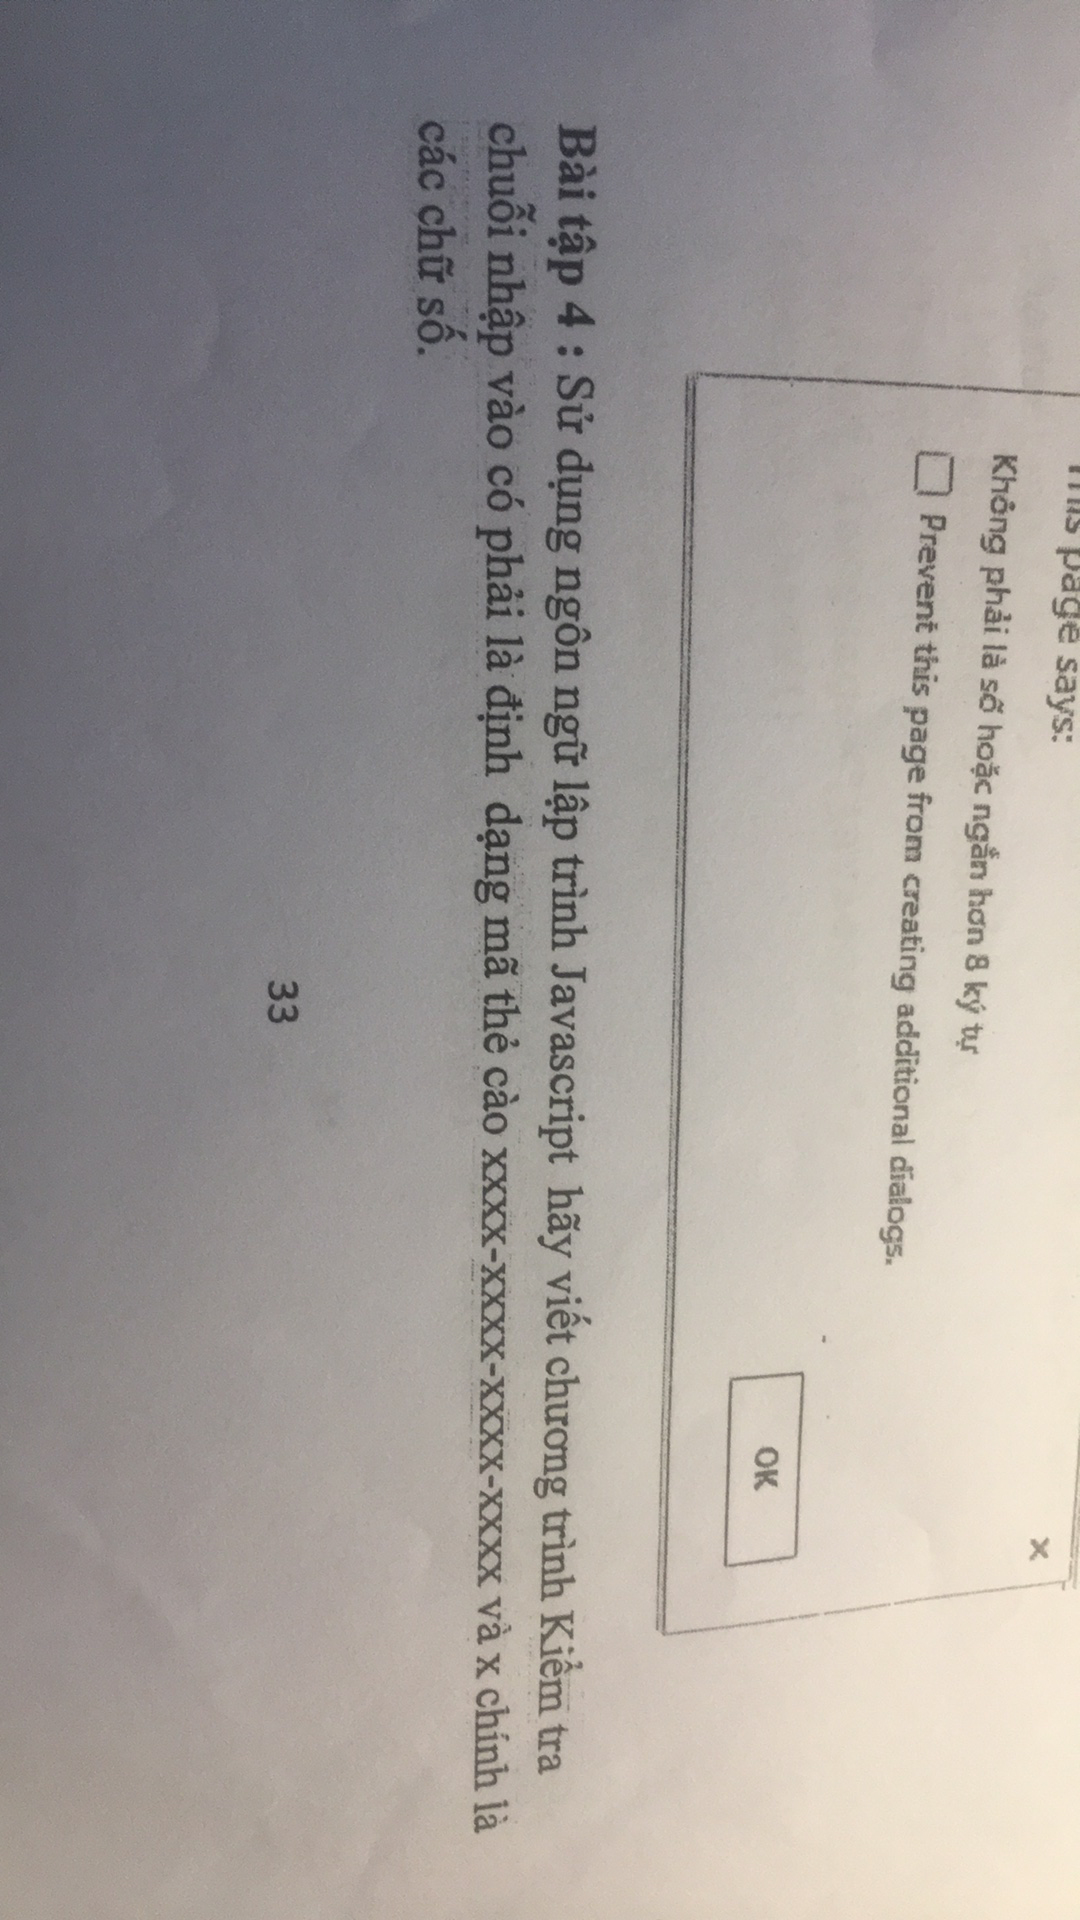 This page says:
x
Không phải là số hoặc ngắn hơn 8 ký tự
Prevent this page from creating additional dialogs.
OK
Bài tập 4 : Sử dụng ngôn ngữ lập trình Javascript hãy viết chương trình Kiểm tra
chuỗi nhập vào có phải là định dạng mã thẻ cào xxxx-xxxx-xxxx-xxxx và x chính là
các chữ số.
33